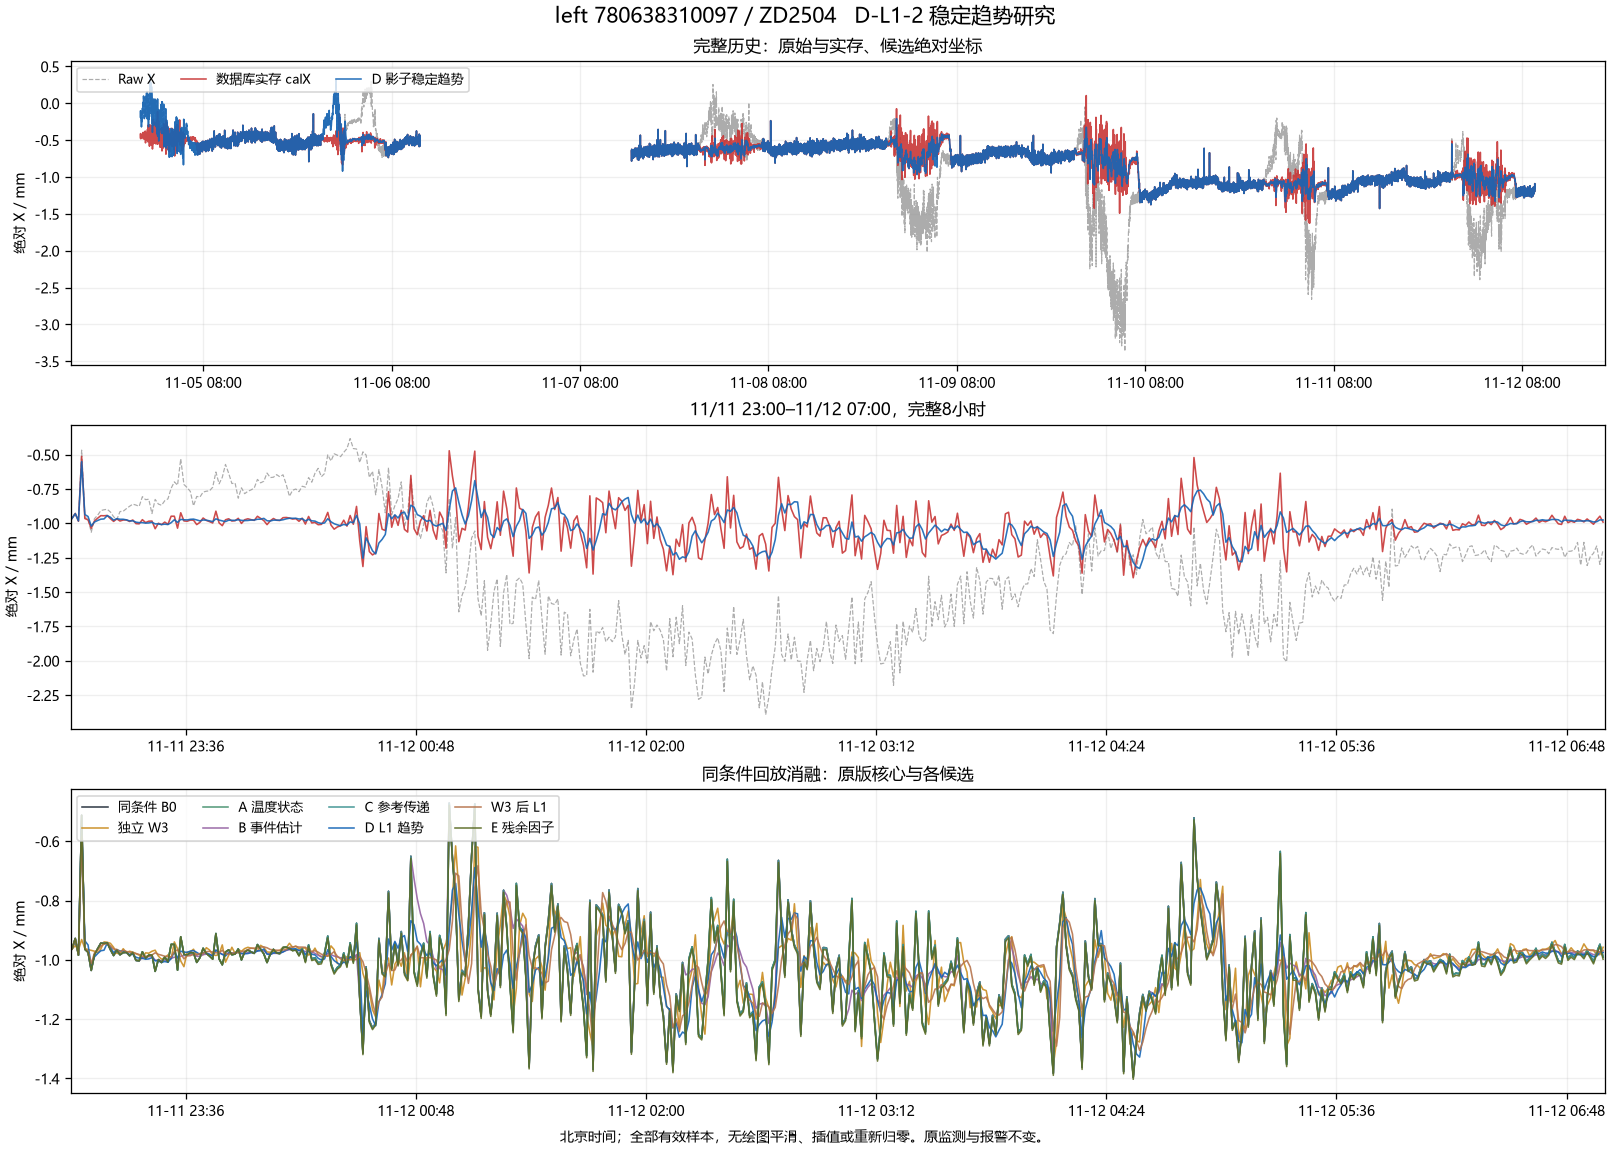 left 780638310097 / ZD2504   D-L1-2 稳定趋势研究
完整历史：原始与实存、候选绝对坐标
Raw X
数据库实存 calX
D 影子稳定趋势
绝对 X / mm
0.5
0.0
-0.5
-1.0
-1.5
-2.0
-2.5
-3.0
-3.5
11-05 08:00
11-06 08:00
11-07 08:00
11-08 08:00
11-09 08:00
11-10 08:00
11-11 08:00
11-12 08:00
11/11 23:00–11/12 07:00，完整8小时
绝对 X / mm
-0.50
-0.75
-1.00
-1.25
-1.50
-1.75
-2.00
-2.25
11-11 23:36
11-12 00:48
11-12 02:00
11-12 03:12
11-12 04:24
11-12 05:36
11-12 06:48
同条件回放消融：原版核心与各候选
同条件 B0
A 温度状态
C 参考传递
W3 后 L1
独立 W3
B 事件估计
D L1 趋势
E 残余因子
绝对 X / mm
-0.6
-0.8
-1.0
-1.2
-1.4
11-11 23:36
11-12 00:48
11-12 02:00
11-12 03:12
11-12 04:24
11-12 05:36
11-12 06:48
北京时间；全部有效样本，无绘图平滑、插值或重新归零。原监测与报警不变。